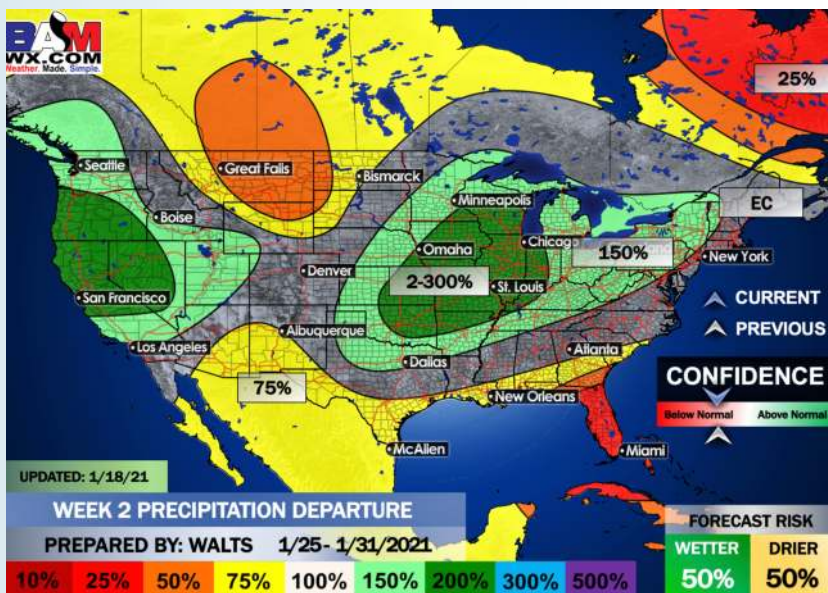 BAM
WX.COM
Weather. Made. Simple.
25%
Seattle
Great Falls
Bismarck
Minneapolis
EC
Boise
Omaha
Chicago
150%
New York
Denver
2-300%
St. Louis
CURRENT
San Francisco
PREVIOUS
Albuquerque
Los Angeles
Dallas
Atlanta
CONFIDENCE
75%
New Orleans
Below Normal
Above Normal
McAllen
Miami
UPDATED: 1/18/21
WEEK 2 PRECIPITATION DEPARTURE
FORECAST RISK
PREPARED BY: WALTS 1/25- 1/31/2021
WETTER
DRIER
50%
50%
10% 25% 50% 75% 100% 150% 200% 300% 500%